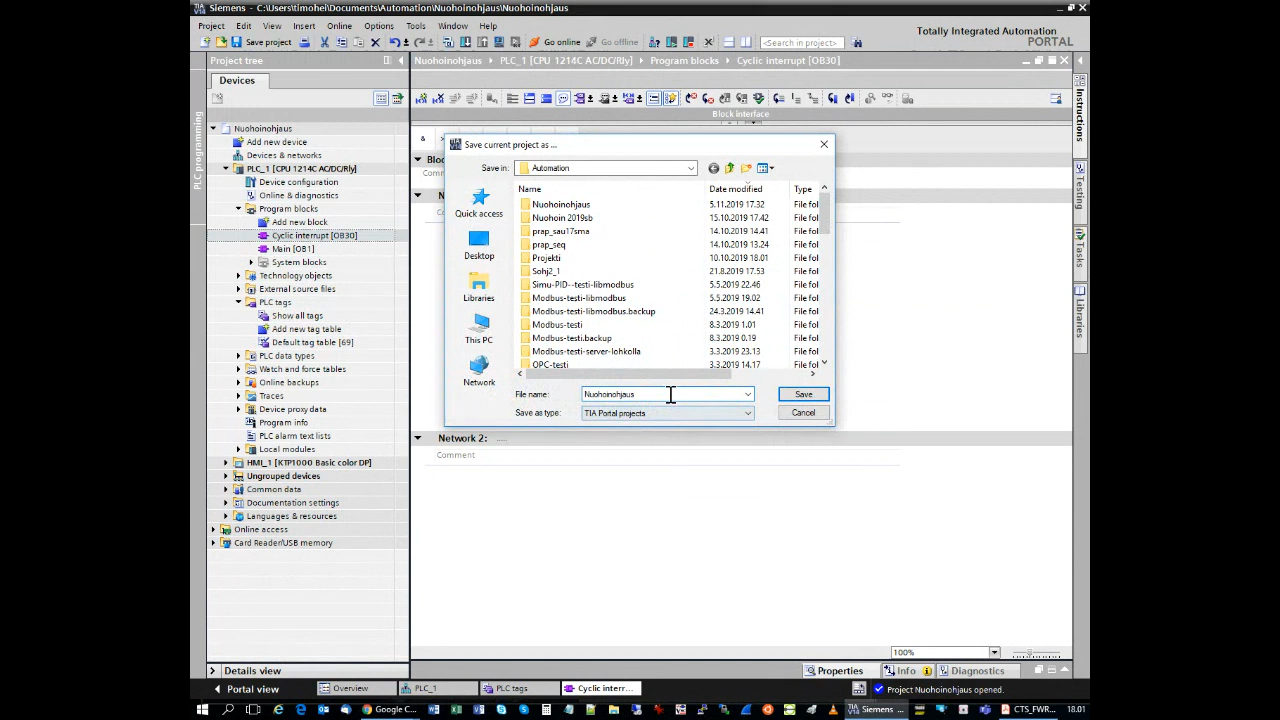 Siemens - C:\Users\timohei\Documents\Automation\Nuohoinohjaus\Nuohoinohjaus
Project Edit View Insert Online Options Tools Window Help
Totally Integrated Automation
PORTAL
Save project Go online Go offline <Search in project>
Project tree
Nuohoinohjaus PLC_1 [CPU 1214C AC/DC/Rly] Program blocks Cyclic interrupt [OB30]
Devices
PLC programming
Block interface
Nuohoinohjaus
Add new device
Devices & networks
PLC_1 [CPU 1214C AC/DC/Rly]
Device configuration
Online & diagnostics
Program blocks
Add new block
Cyclic interrupt [OB30]
Main [OB1]
System blocks
Technology objects
External source files
PLC tags
Show all tags
Add new tag table
Default tag table [69]
PLC data types
Watch and force tables
Online backups
Traces
Device proxy data
Program info
PLC alarm text lists
Local modules
HMI_1 [KTP1000 Basic color DP]
Ungrouped devices
Common data
Documentation settings
Languages & resources
Online access
Card Reader/USB memory
Save current project as ...
Save in: Automation
Name Date modified Type
Nuohoinohjaus 5.11.2019 17.32 File fol
Nuohoin 2019sb 15.10.2019 17.42 File fol
prap_sau17sma 14.10.2019 14.41 File fol
prap_seq 14.10.2019 13.24 File fol
Projekti 10.10.2019 18.01 File fol
Sohj2_1 21.8.2019 17.53 File fol
Simu-PID--testi-libmodbus 5.5.2019 22.46 File fol
Modbus-testi-libmodbus 5.5.2019 19.02 File fol
Modbus-testi-libmodbus.backup 24.3.2019 14.41 File fol
Modbus-testi 8.3.2019 1.01 File fol
Modbus-testi.backup 8.3.2019 0.19 File fol
Modbus-testi-server-lohkolla 3.3.2019 23.13 File fol
OPC-testi 3.3.2019 14.17 File fol
Quick access
Desktop
Libraries
This PC
Network
File name: Nuohoinohjaus Save
Save as type: TIA Portal projects Cancel
Network 2: ....
Comment
Instructions
Testing
Tasks
Libraries
100%
Details view
Properties Info Diagnostics
Portal view Overview PLC_1 PLC tags Cyclic interr... Project Nuohoinohjaus opened.
Google C... Siemens ... CTS_FWR... 18.01